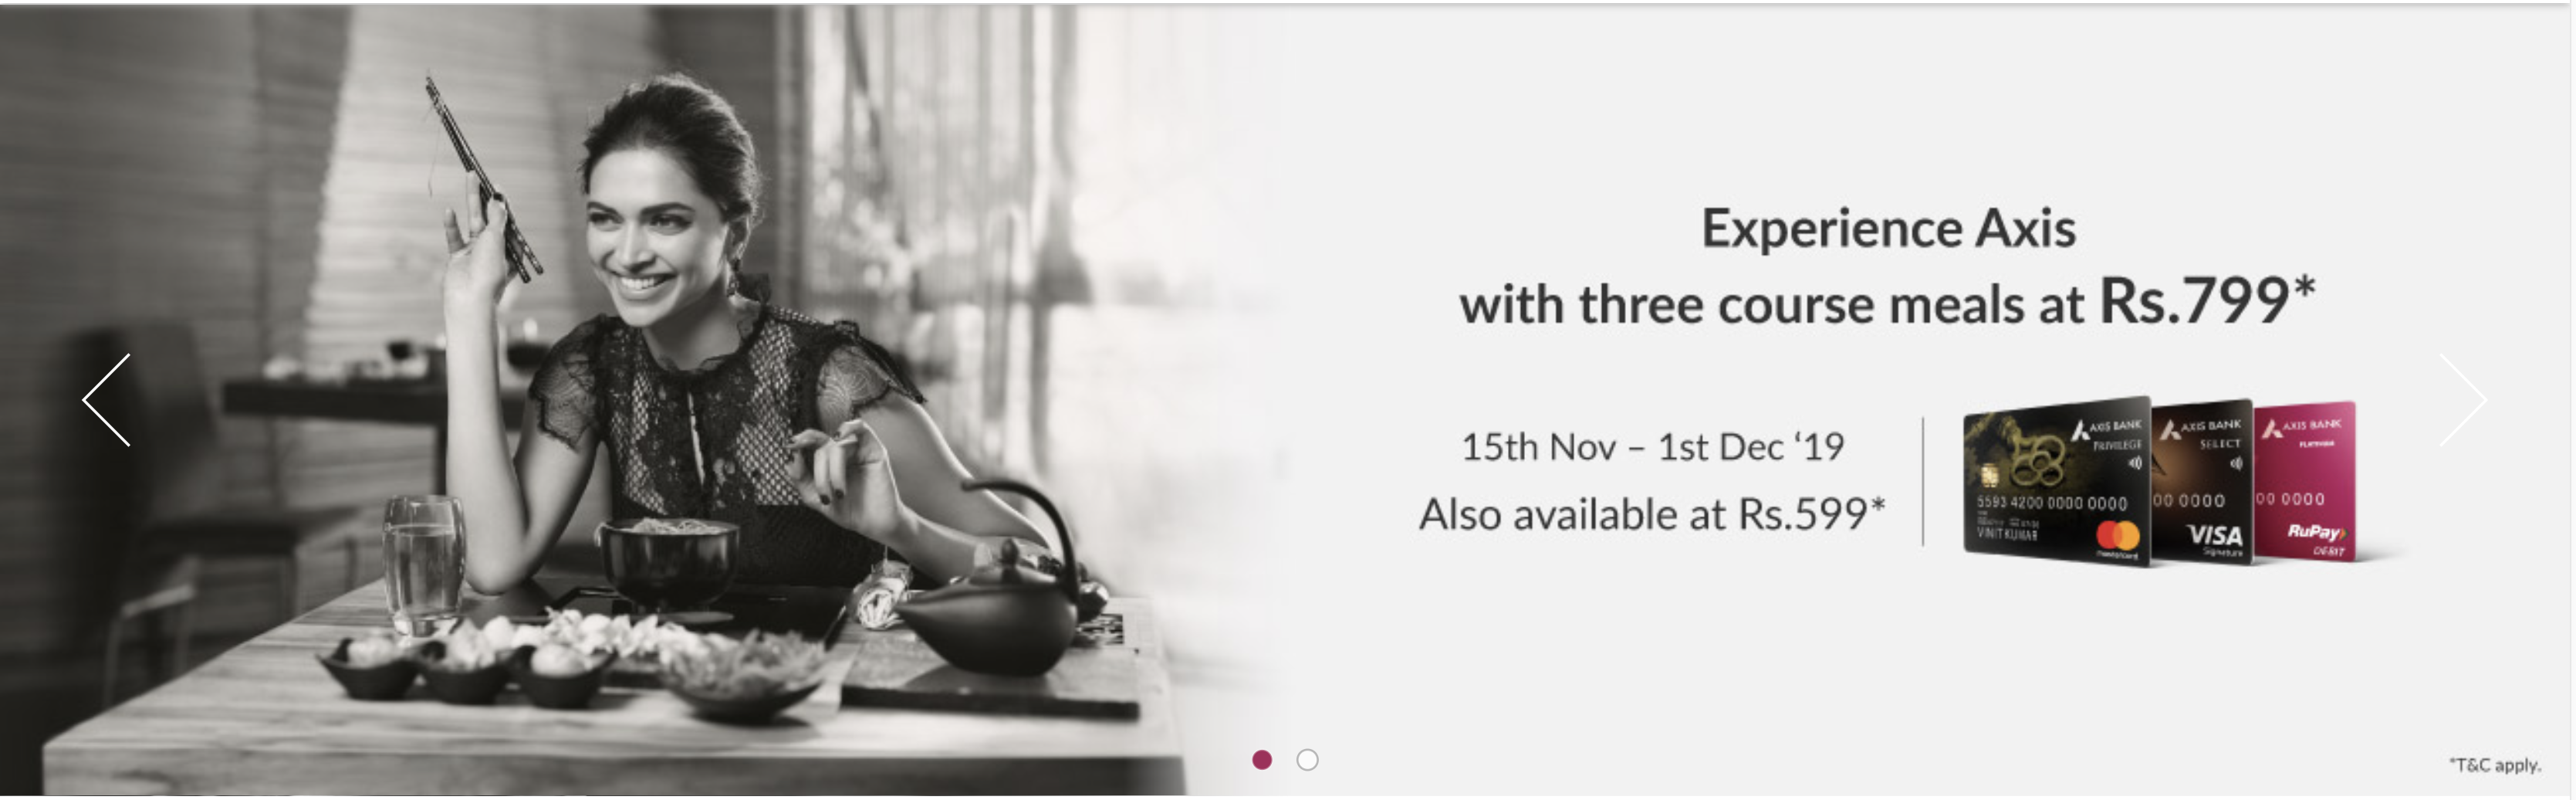 Experience Axis
with three course meals at Rs.799*
15th Nov – 1st Dec ‘19
Also available at Rs.599*
AXIS BANK
PRIVILEGE
5593 4200 0000 0000
VINIT KUMAR
mastercard
AXIS BANK
SELECT
00 0000
VISA
Signature
AXIS BANK
PLATINUM
00 0000
RuPay
DEBIT
*T&C apply.